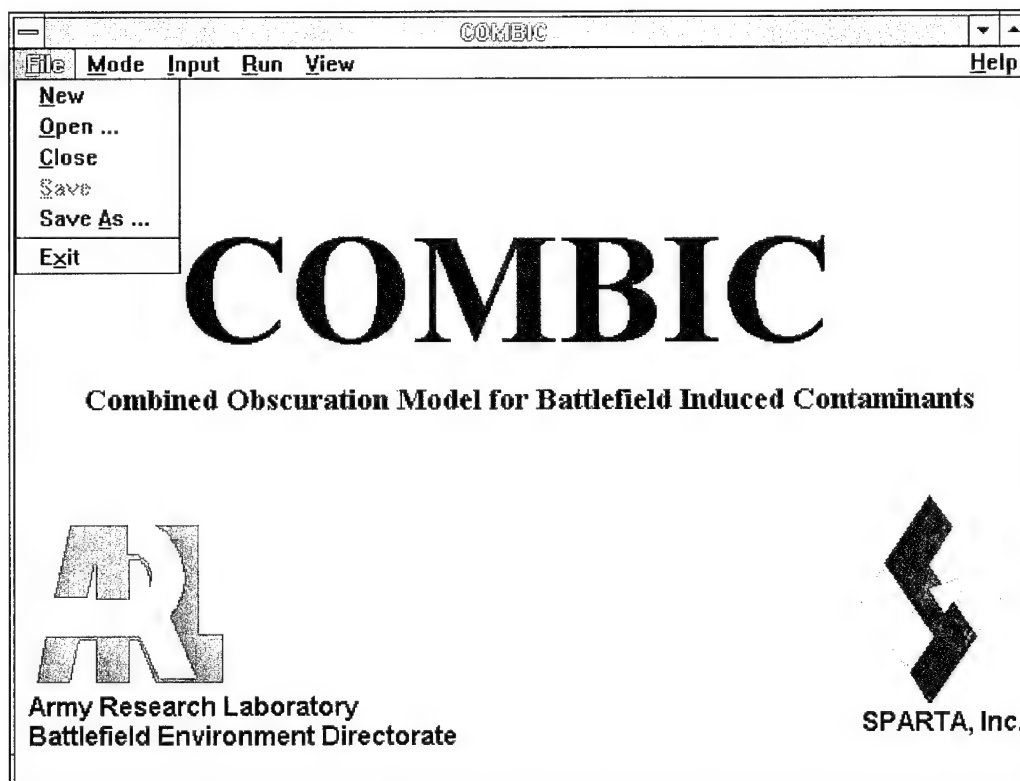 COMBIC
File Mode Input Run View Help
New
Open ...
Close
Save
Save As ...
Exit
COMBIC
Combined Obscuration Model for Battlefield Induced Contaminants
ARL
Army Research Laboratory
Battlefield Environment Directorate
SPARTA, Inc.